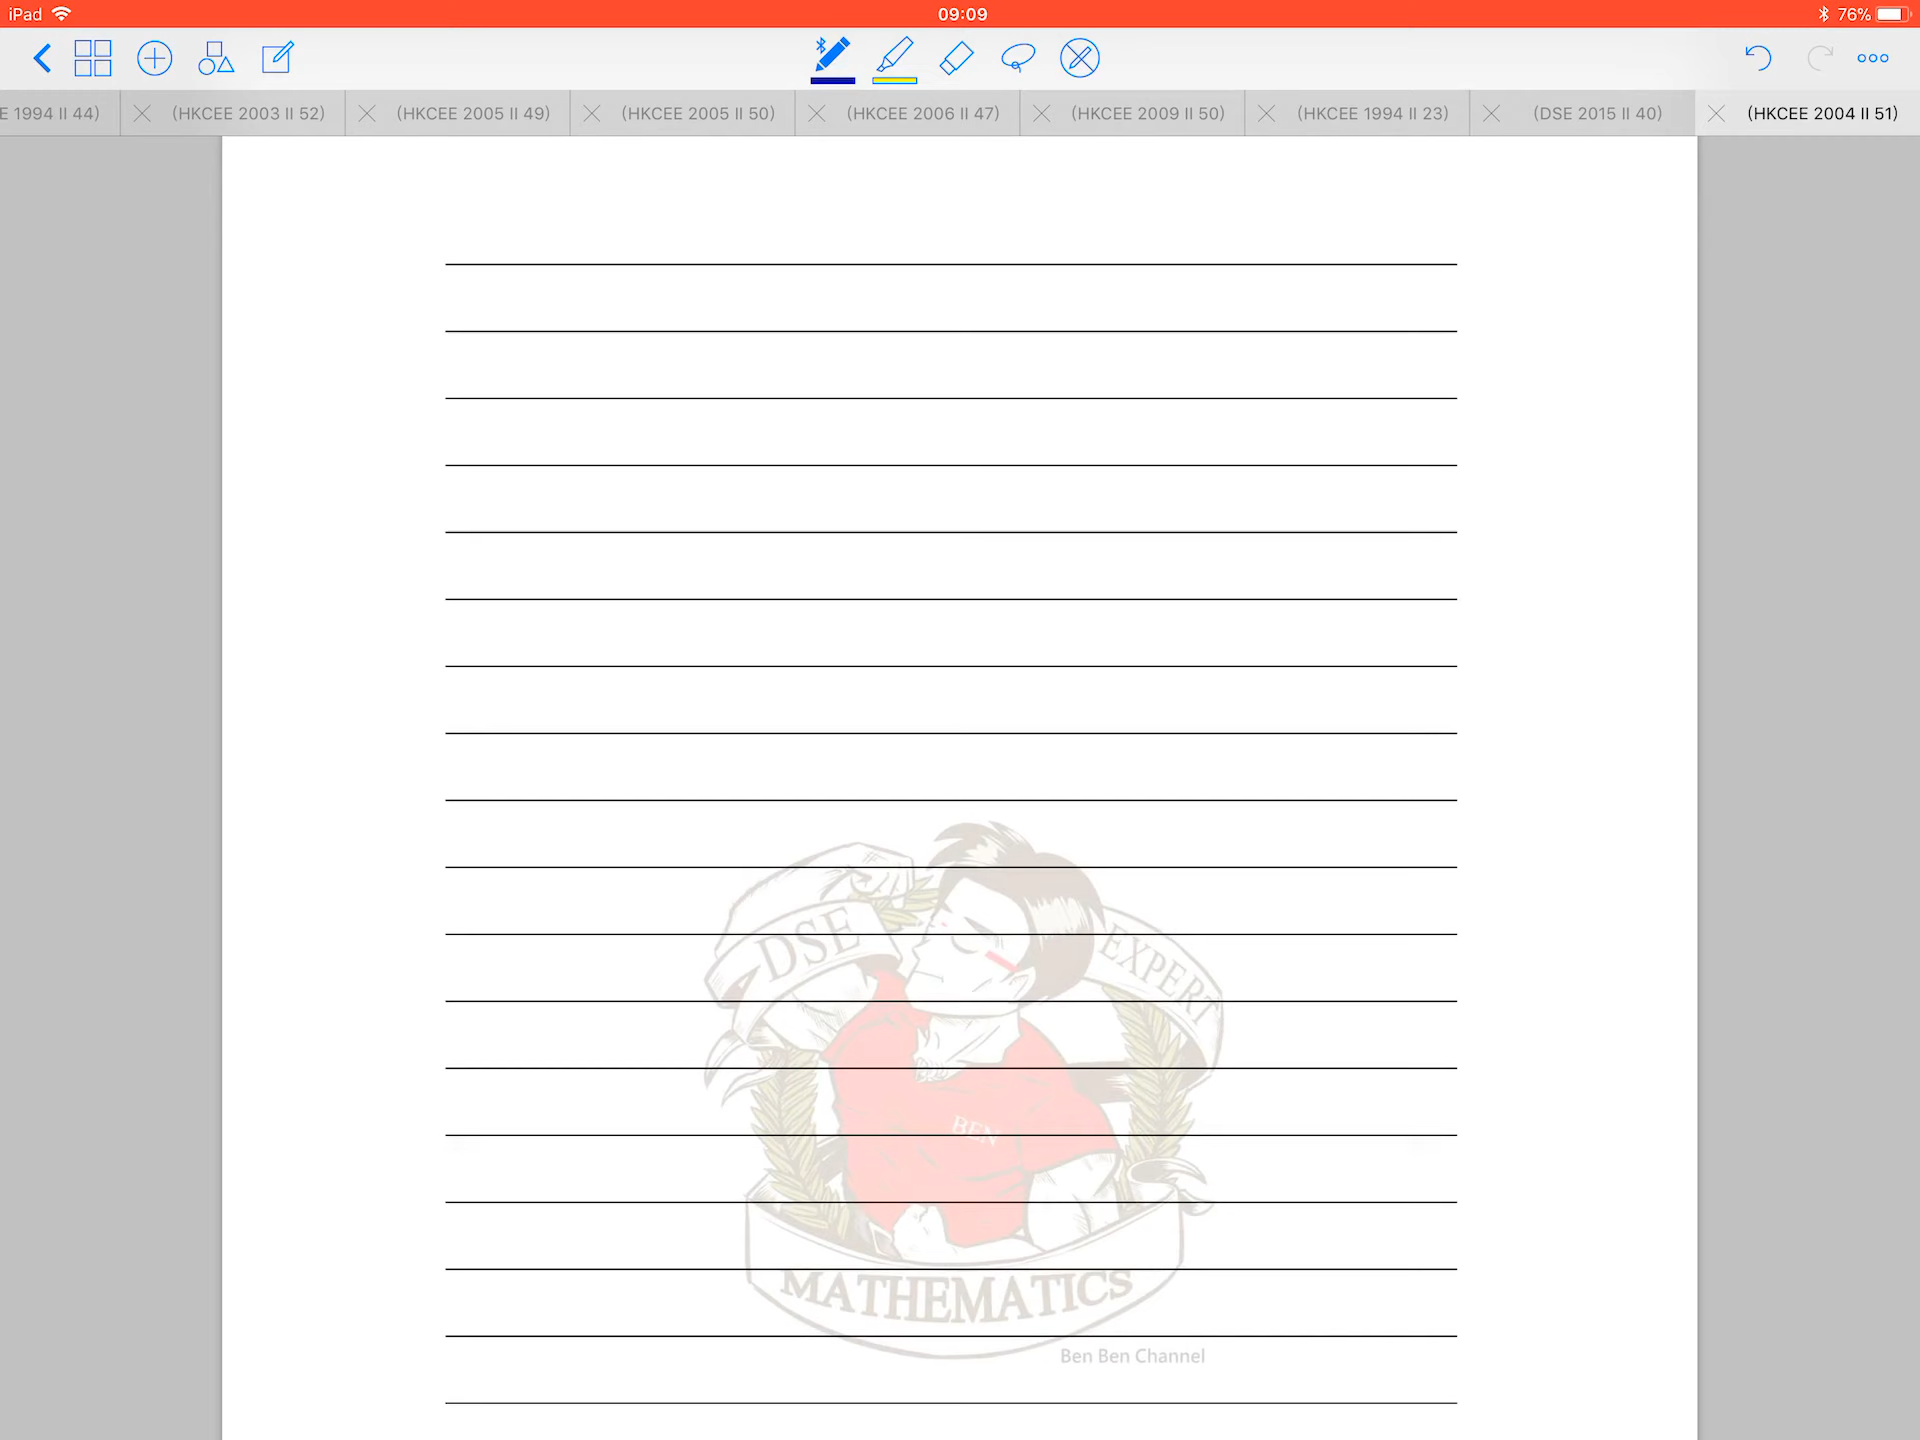 iPad 09:09 76%
E 1994 II 44) (HKCEE 2003 II 52) (HKCEE 2005 II 49) (HKCEE 2005 II 50) (HKCEE 2006 II 47) (HKCEE 2009 II 50) (HKCEE 1994 II 23) (DSE 2015 II 40) (HKCEE 2004 II 51)
DSE EXPERT
BEN
MATHEMATICS
Ben Ben Channel